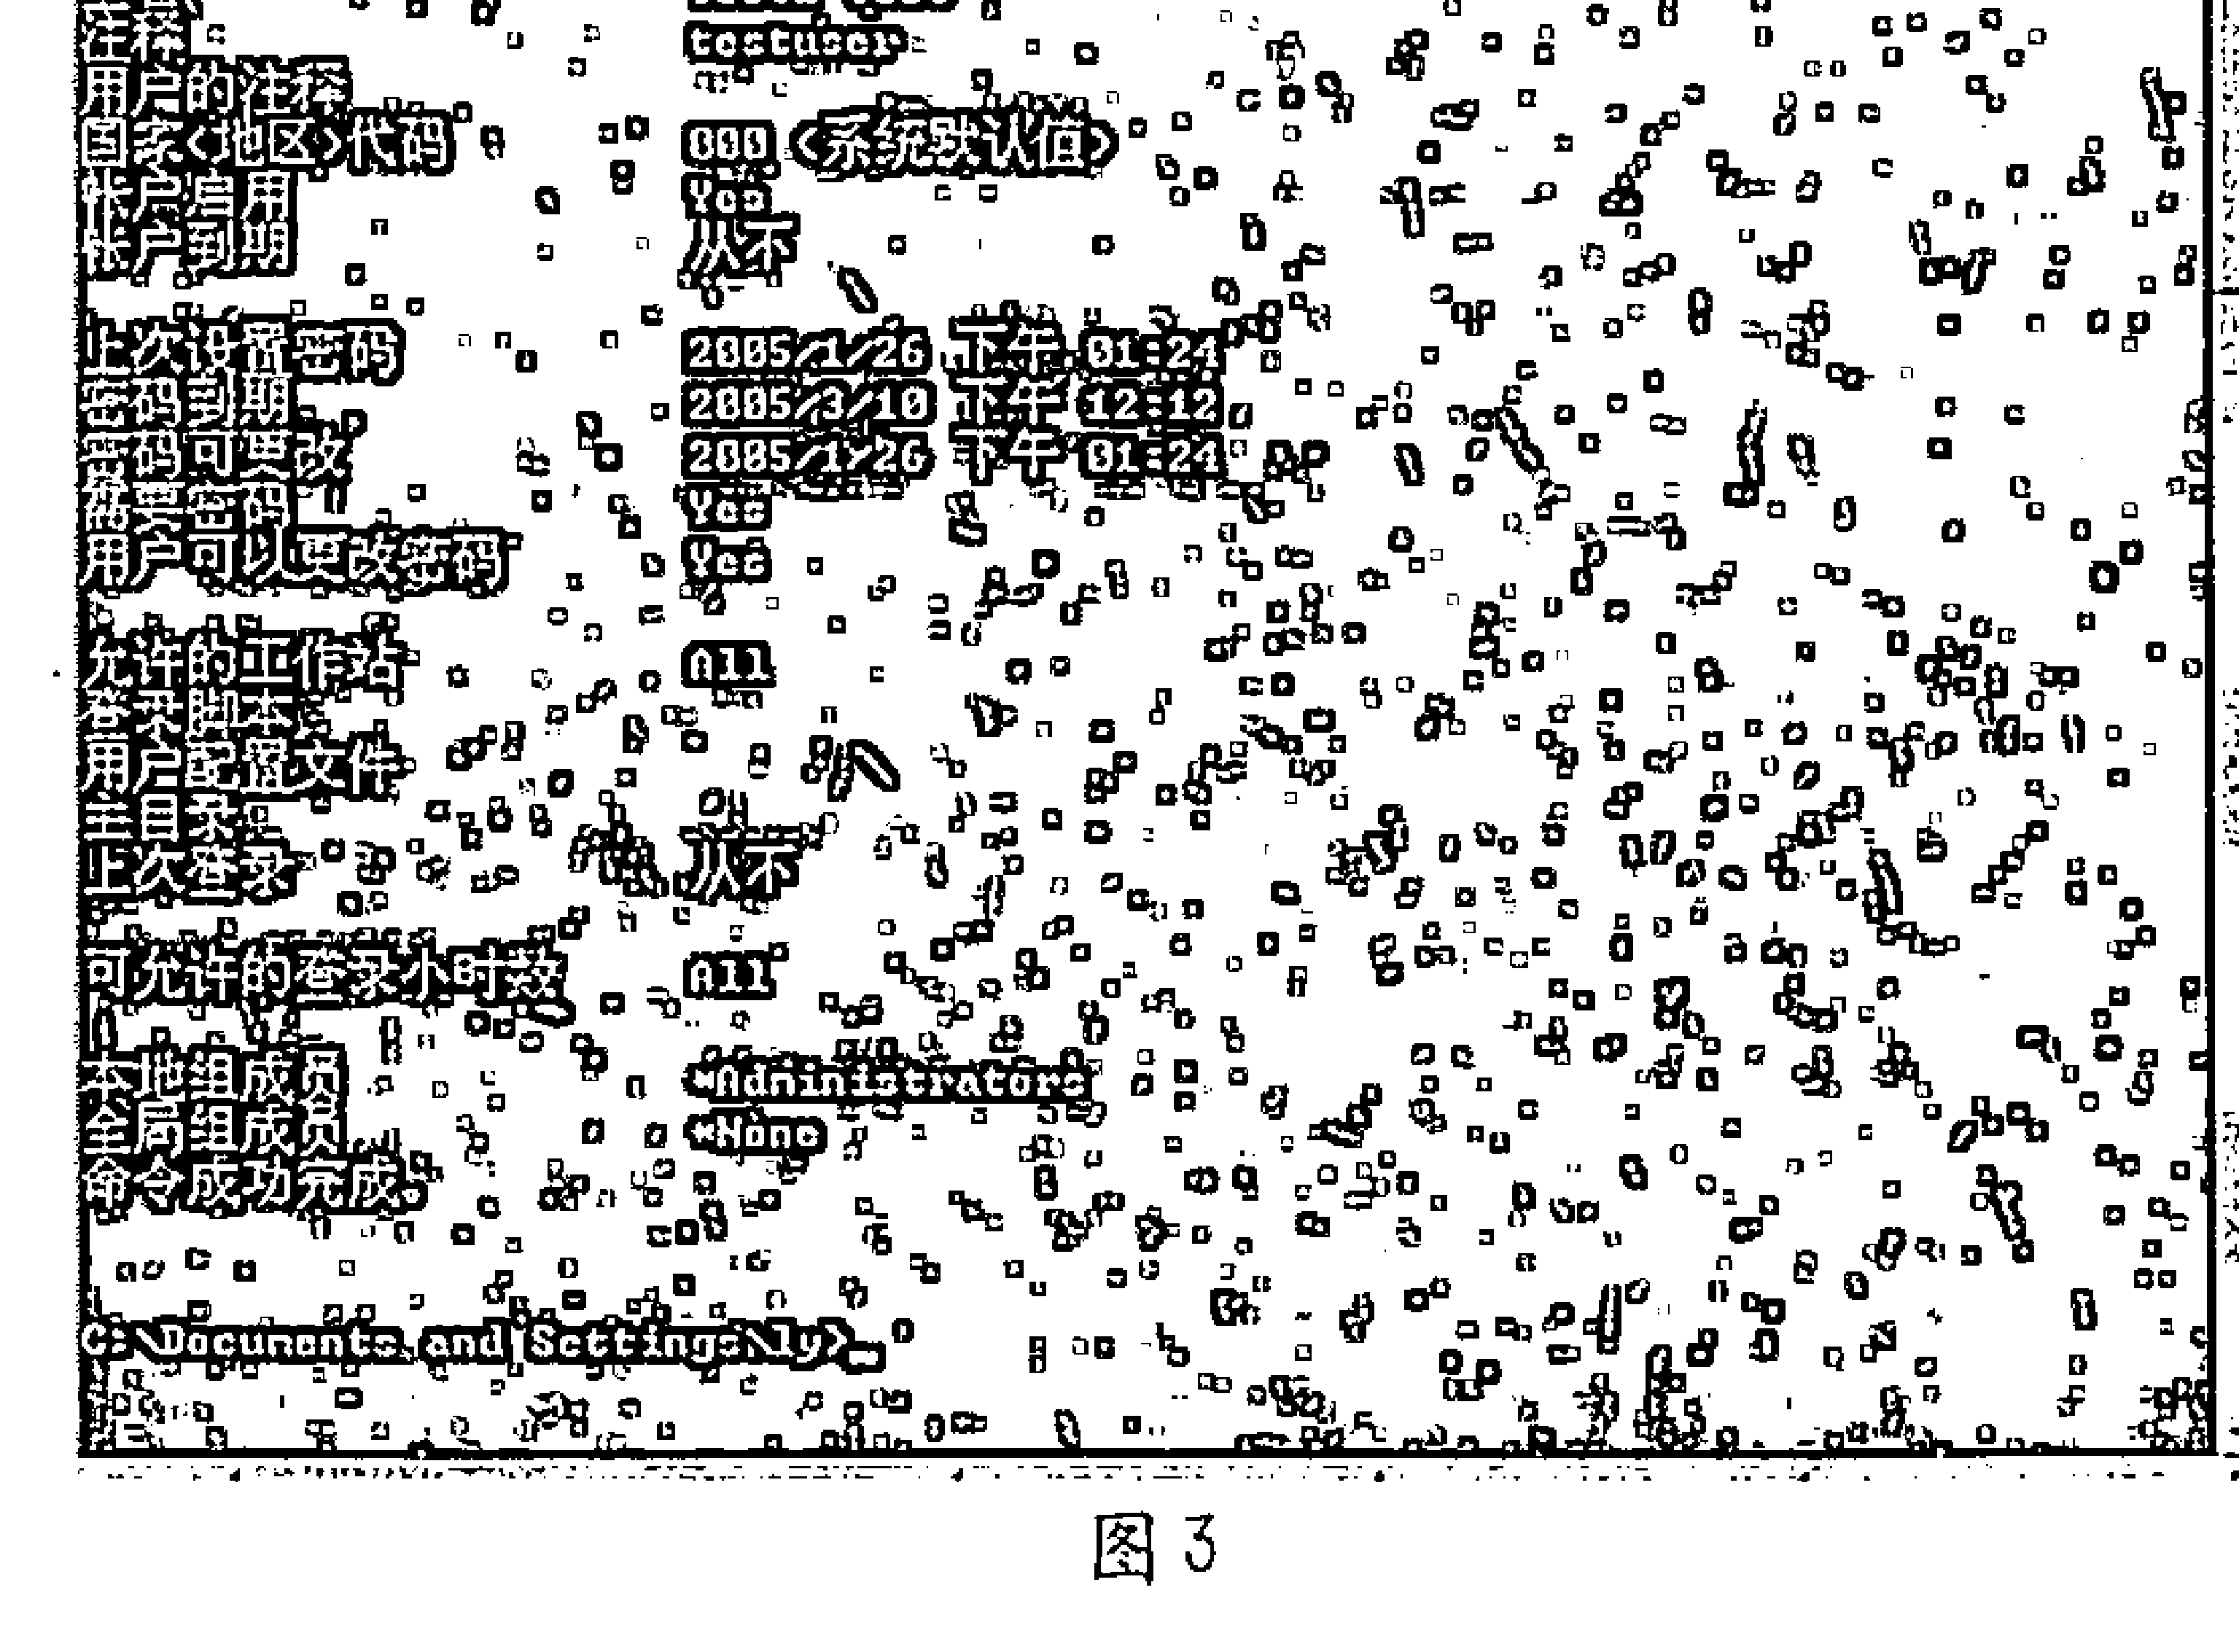 testuser
注释
用户的注释
国家<地区>代码 000 <系统默认值>
帐户启用 Yes
帐户到期 从不
上次设置密码 2005/1/26 下午 01:24
密码到期 2005/3/10 下午 12:12
密码可更改 2005/1/26 下午 01:24
需要密码 Yes
用户可以更改密码 Yes
允许的工作站 All
登录脚本
用户配置文件
主目录
上次登录 从不
可允许的登录小时数 All
本地组成员 *Administrators
全局组成员 *None
命令成功完成。
C:\Documents and Settings\ly>_
图 3